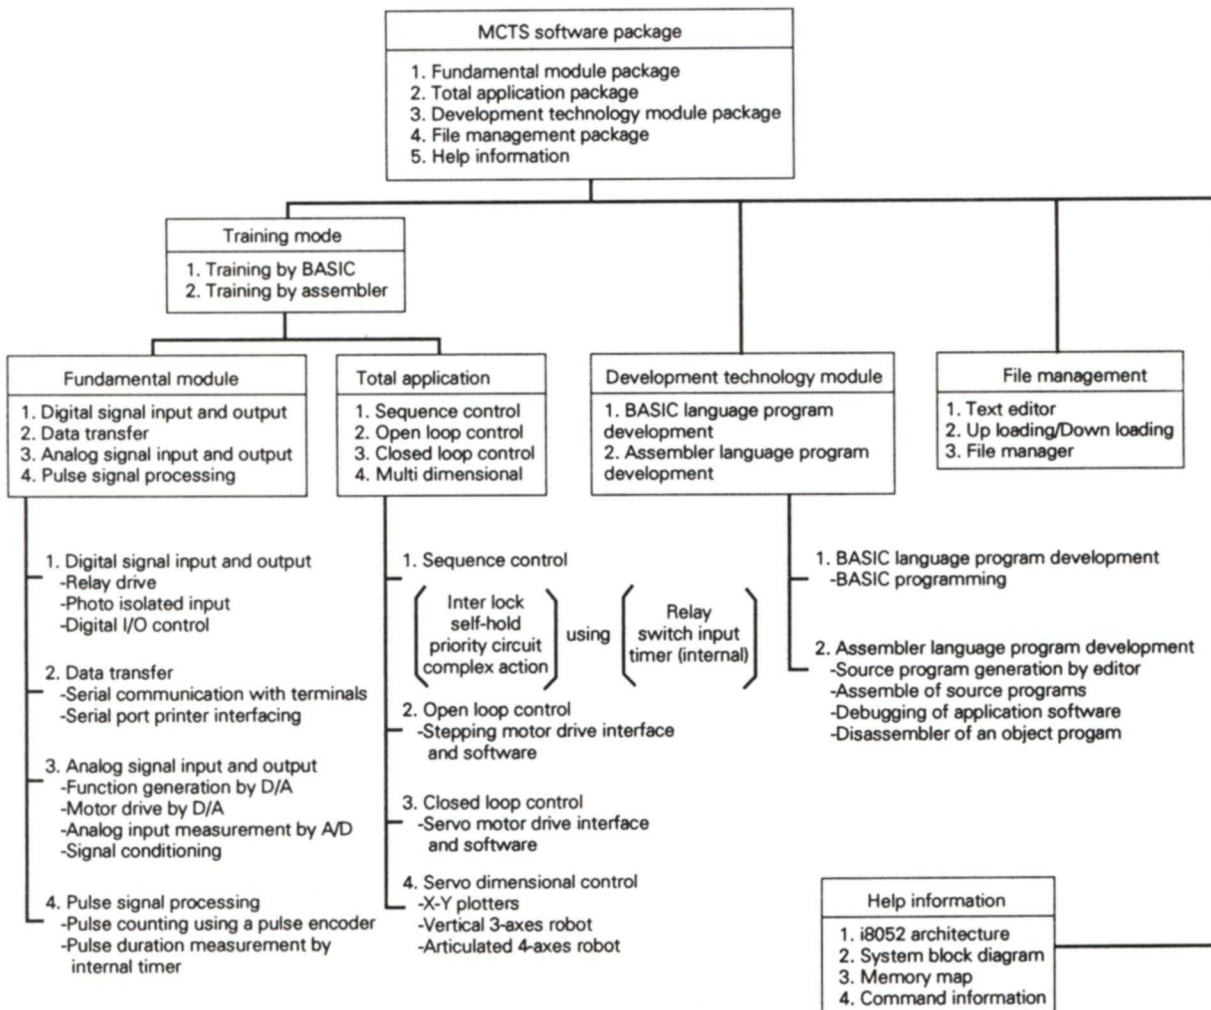 MCTS software package
1. Fundamental module package
2. Total application package
3. Development technology module package
4. File management package
5. Help information
Training mode
1. Training by BASIC
2. Training by assembler
Fundamental module
1. Digital signal input and output
2. Data transfer
3. Analog signal input and output
4. Pulse signal processing
Total application
1. Sequence control
2. Open loop control
3. Closed loop control
4. Multi dimensional
Development technology module
1. BASIC language program
development
2. Assembler language program
development
File management
1. Text editor
2. Up loading/Down loading
3. File manager
1. Digital signal input and output
-Relay drive
-Photo isolated input
-Digital I/O control
2. Data transfer
-Serial communication with terminals
-Serial port printer interfacing
3. Analog signal input and output
-Function generation by D/A
-Motor drive by D/A
-Analog input measurement by A/D
-Signal conditioning
4. Pulse signal processing
-Pulse counting using a pulse encoder
-Pulse duration measurement by
internal timer
1. Sequence control
Inter lock
self-hold
priority circuit
complex action
using
Relay
switch input
timer (internal)
2. Open loop control
-Stepping motor drive interface
and software
3. Closed loop control
-Servo motor drive interface
and software
4. Servo dimensional control
-X-Y plotters
-Vertical 3-axes robot
-Articulated 4-axes robot
1. BASIC language program development
-BASIC programming
2. Assembler language program development
-Source program generation by editor
-Assemble of source programs
-Debugging of application software
-Disassembler of an object progam
Help information
1. i8052 architecture
2. System block diagram
3. Memory map
4. Command information